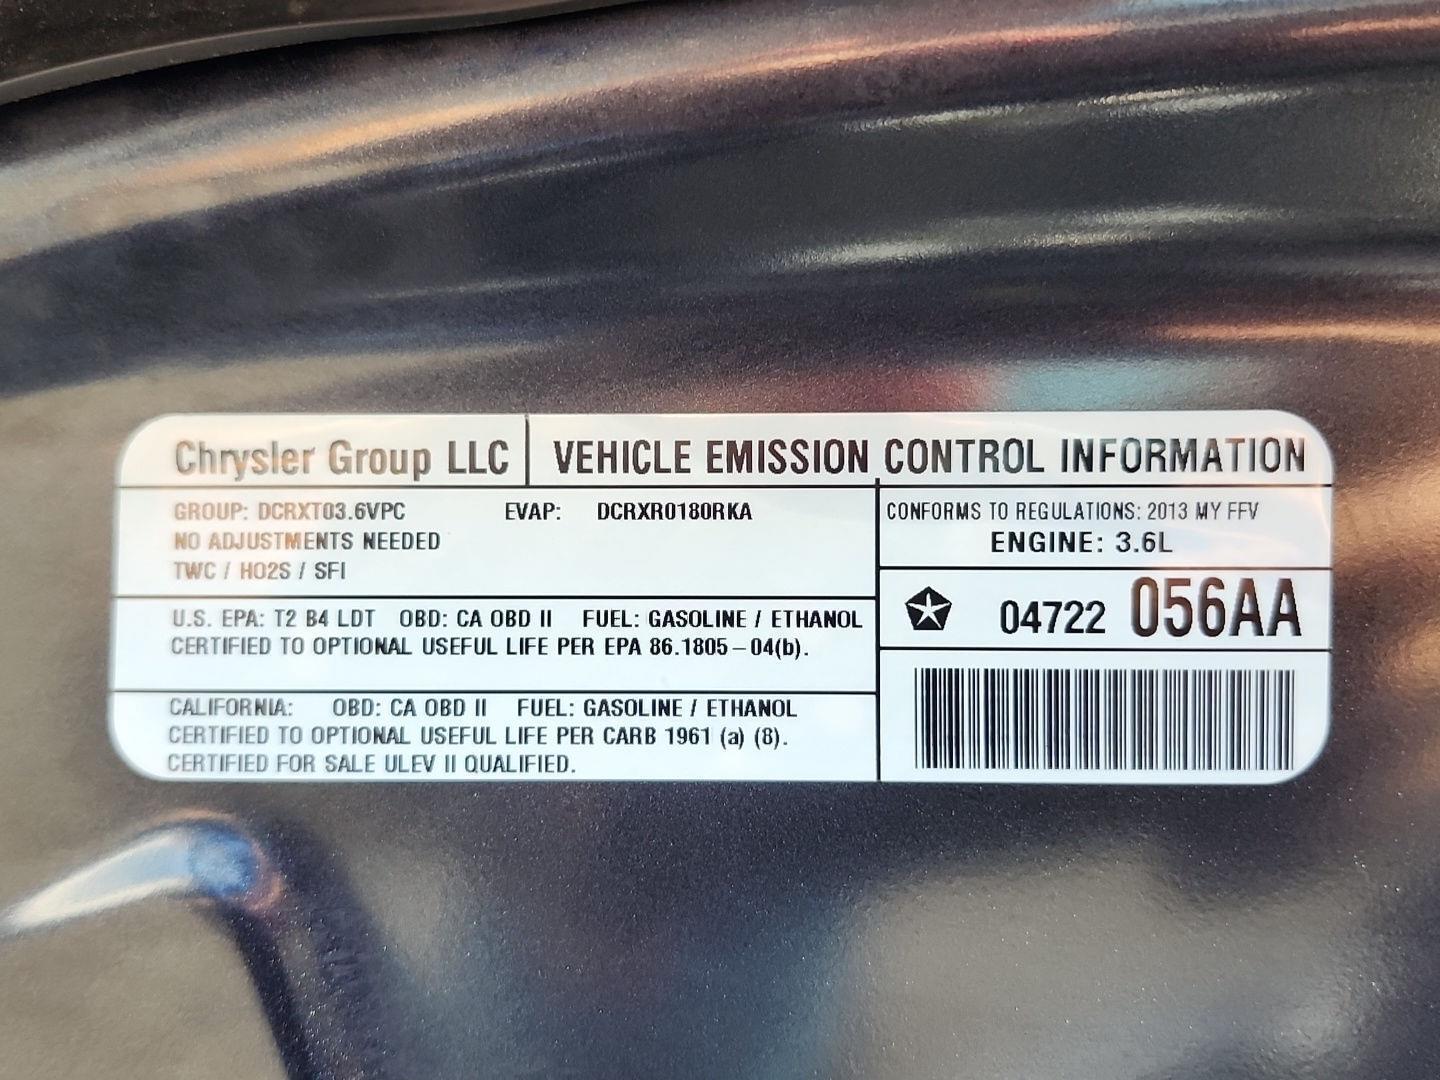 Chrysler Group LLC
VEHICLE EMISSION CONTROL INFORMATION
GROUP: DCRXT03.6VPC EVAP: DCRXR0180RKA
NO ADJUSTMENTS NEEDED
TWC / HO2S / SFI
U.S. EPA: T2 B4 LDT OBD: CA OBD II FUEL: GASOLINE / ETHANOL
CERTIFIED TO OPTIONAL USEFUL LIFE PER EPA 86.1805-04(b).
CALIFORNIA: OBD: CA OBD II FUEL: GASOLINE / ETHANOL
CERTIFIED TO OPTIONAL USEFUL LIFE PER CARB 1961 (a) (8).
CERTIFIED FOR SALE ULEV II QUALIFIED.
CONFORMS TO REGULATIONS: 2013 MY FFV
ENGINE: 3.6L
04722 056AA